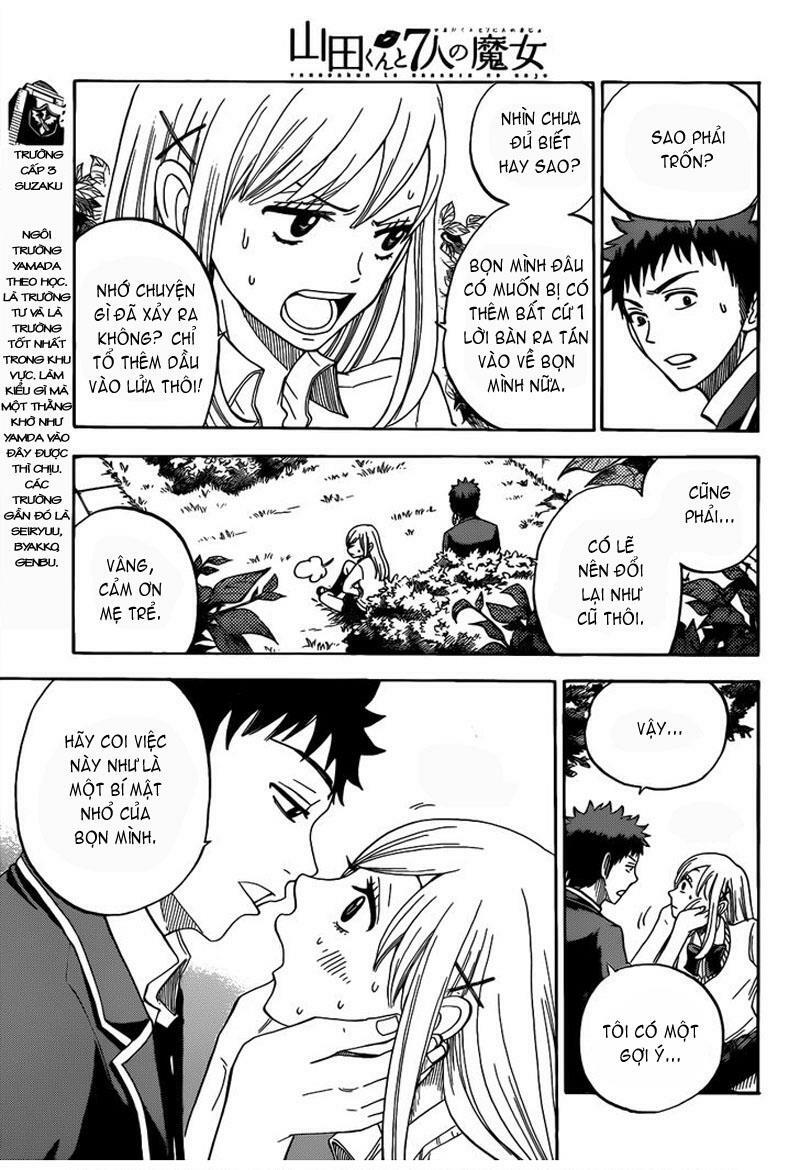 山田くんと7人の魔女
SAO PHẢI
TRỐN?
NHÌN CHƯA
ĐỦ BIẾT
HAY SAO?
BỌN MÌNH ĐÂU
CÓ MUỐN BỊ CÓ
THÊM BẤT CỨ 1
LỜI BÀN RA TÁN
VÀO VỀ BỌN
MÌNH NỮA.
NHỚ CHUYỆN
GÌ ĐÃ XẢY RA
KHÔNG? CHỈ
TỔ THÊM DẦU
VÀO LỬA THÔI!
TRƯỜNG
CẤP 3
SUZAKU
NGÔI
TRƯỜNG
YAMADA
THEO HỌC.
LÀ TRƯỜNG
TƯ VÀ LÀ
TRƯỜNG
TỐT NHẤT
TRONG KHU
VỰC. LÀM
KIỂU GÌ MÀ
MỘT THẰNG
KHỜ NHƯ
YAMDA VÀO
ĐÂY ĐƯỢC
THÌ CHỊU.
CÁC
TRƯỜNG
GẦN ĐÓ LÀ
SEIRYUU,
BYAKKO,
GENBU.
CŨNG
PHẢI...
CÓ LẼ
NÊN ĐỔI
LẠI NHƯ
CŨ THÔI.
VÂNG,
CẢM ƠN
MẸ TRẺ.
VẬY...
TÔI CÓ MỘT
GỢI Ý...
HÃY COI VIỆC
NÀY NHƯ LÀ
MỘT BÍ MẬT
NHỎ CỦA
BỌN MÌNH.